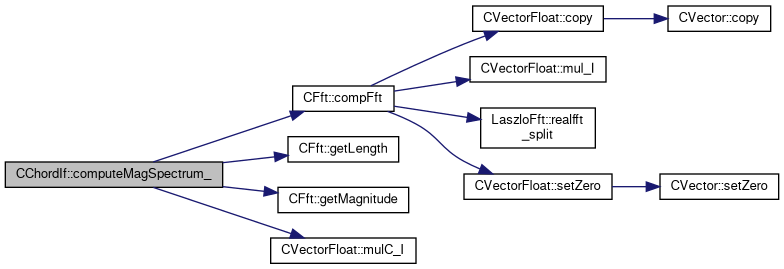 CChordIf::computeMagSpectrum_
CFft::compFft
CFft::getLength
CFft::getMagnitude
CVectorFloat::mulC_I
CVectorFloat::copy
CVectorFloat::mul_I
LaszloFft::realfft
_split
CVectorFloat::setZero
CVector::copy
CVector::setZero